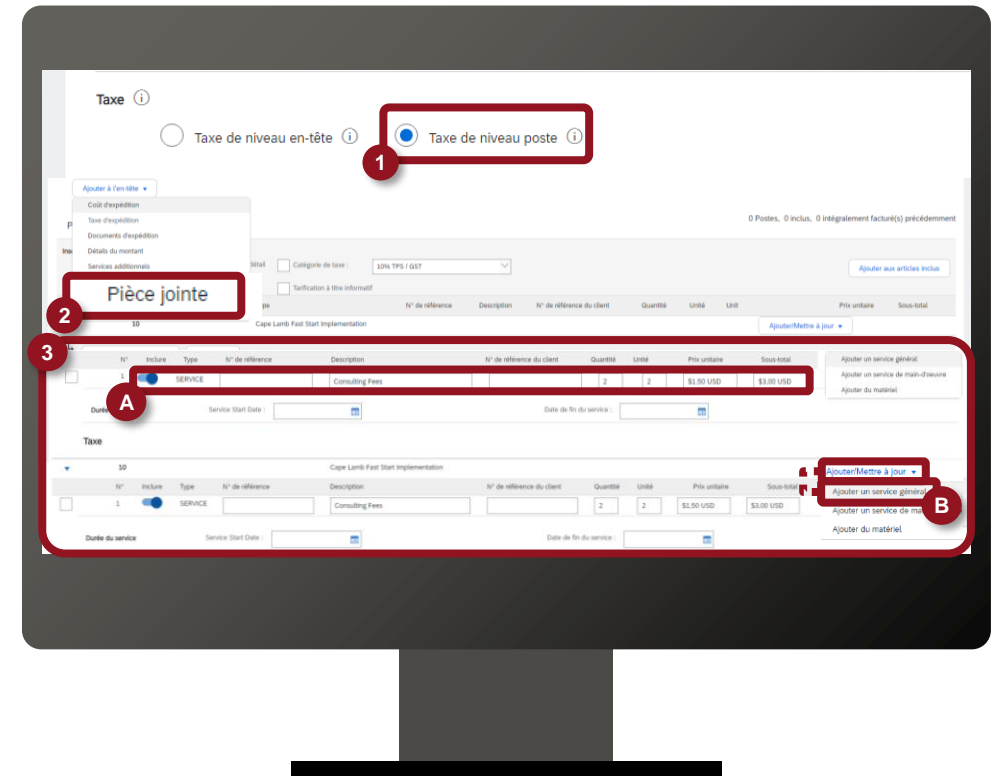 Taxe
Taxe de niveau en-tête
Taxe de niveau poste
1
Ajouter à l'en-tête
Coût d'expédition
Taxe d'expédition
Documents d'expédition
Détails du montant
Services additionnels
Pièce jointe
2
0 Postes, 0 inclus, 0 intégralement facturé(s) précédemment
Catégorie de taxe :
10% TPS / GST
Ajouter aux articles inclus
Tarification à titre informatif
N° de référence Description N° de référence du client Quantité Unité Unit Prix unitaire Sous-total
10 Cape Lamb Fast Start Implementation Ajouter/Mettre à jour
3
N° Inclure Type N° de référence Description N° de référence du client Quantité Unité Prix unitaire Sous-total
1 SERVICE Consulting Fees 2 2 $1,50 USD $3,00 USD
Ajouter un service général
Ajouter un service de main-d'oeuvre
Ajouter du matériel
A
Service Start Date : Date de fin du service :
Taxe
10 Cape Lamb Fast Start Implementation Ajouter/Mettre à jour
N° Inclure Type N° de référence Description N° de référence du client Quantité Unité Prix unitaire Sous-total
1 SERVICE Consulting Fees 2 2 $1,50 USD $3,00 USD
Ajouter un service général
B
Ajouter un service de
Ajouter du matériel
Durée du service Service Start Date : Date de fin du service :